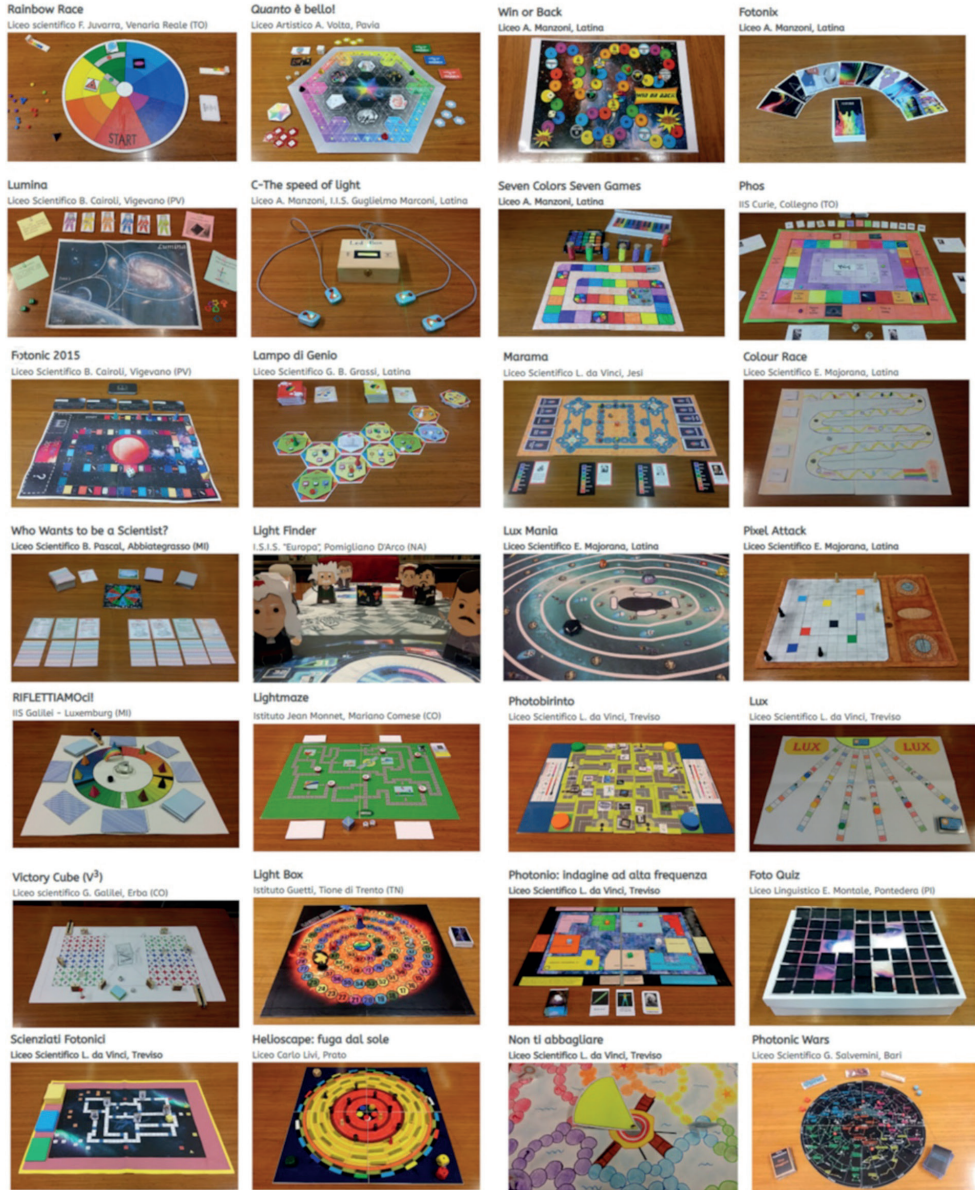 Rainbow Race
Liceo scientifico F. Juvarra, Venaria Reale (TO)
Quanto è bello!
Liceo Artistico A. Volta, Pavia
Win or Back
Liceo A. Manzoni, Latina
Fotonix
Liceo A. Manzoni, Latina
START
WIN OR BACK
Lumina
Liceo Scientifico B. Cairoli, Vigevano (PV)
C-The speed of light
Liceo A. Manzoni, I.I.S. Guglielmo Marconi, Latina
Seven Colors Seven Games
Liceo A. Manzoni, Latina
Phos
IIS Curie, Collegno (TO)
Lumina
Fotonic 2015
Liceo Scientifico B. Cairoli, Vigevano (PV)
Lampo di Genio
Liceo Scientifico G. B. Grassi, Latina
Marama
Liceo Scientifico L. da Vinci, Jesi
Colour Race
Liceo Scientifico E. Majorana, Latina
Who Wants to be a Scientist?
Liceo Scientifico B. Pascal, Abbiategrasso (MI)
Light Finder
I.S.I.S. "Europa", Pomigliano D'Arco (NA)
Lux Mania
Liceo Scientifico E. Majorana, Latina
Pixel Attack
Liceo Scientifico E. Majorana, Latina
RIFLETTIAMOci!
IIS Galilei - Luxemburg (MI)
Lightmaze
Istituto Jean Monnet, Mariano Comese (CO)
Photobirinto
Liceo Scientifico L. da Vinci, Treviso
Lux
Liceo Scientifico L. da Vinci, Treviso
LUX
LUX
Victory Cube (V³)
Liceo scientifico G. Galilei, Erba (CO)
Light Box
Istituto Guetti, Tione di Trento (TN)
Photonio: indagine ad alta frequenza
Liceo Scientifico L. da Vinci, Treviso
Foto Quiz
Liceo Linguistico E. Montale, Pontedera (PI)
Scienziati Fotonici
Liceo Scientifico L. da Vinci, Treviso
Helloscape: fuga dal sole
Liceo Carlo Livi, Prato
Non ti abbagliare
Liceo Scientifico L. da Vinci, Treviso
Photonic Wars
Liceo Scientifico G. Salvemini, Bari